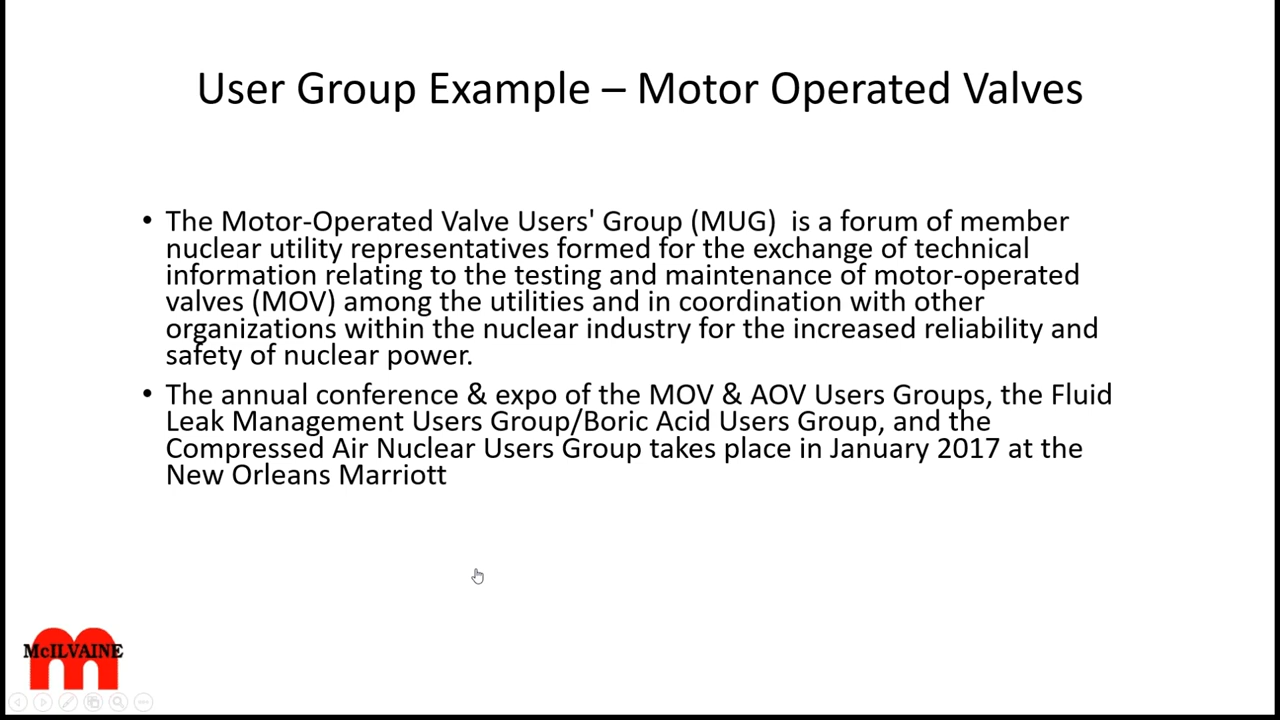 User Group Example – Motor Operated Valves
• The Motor-Operated Valve Users' Group (MUG)  is a forum of member
nuclear utility representatives formed for the exchange of technical
information relating to the testing and maintenance of motor-operated
valves (MOV) among the utilities and in coordination with other
organizations within the nuclear industry for the increased reliability and
safety of nuclear power.
• The annual conference & expo of the MOV & AOV Users Groups, the Fluid
Leak Management Users Group/Boric Acid Users Group, and the
Compressed Air Nuclear Users Group takes place in January 2017 at the
New Orleans Marriott
McILVAINE